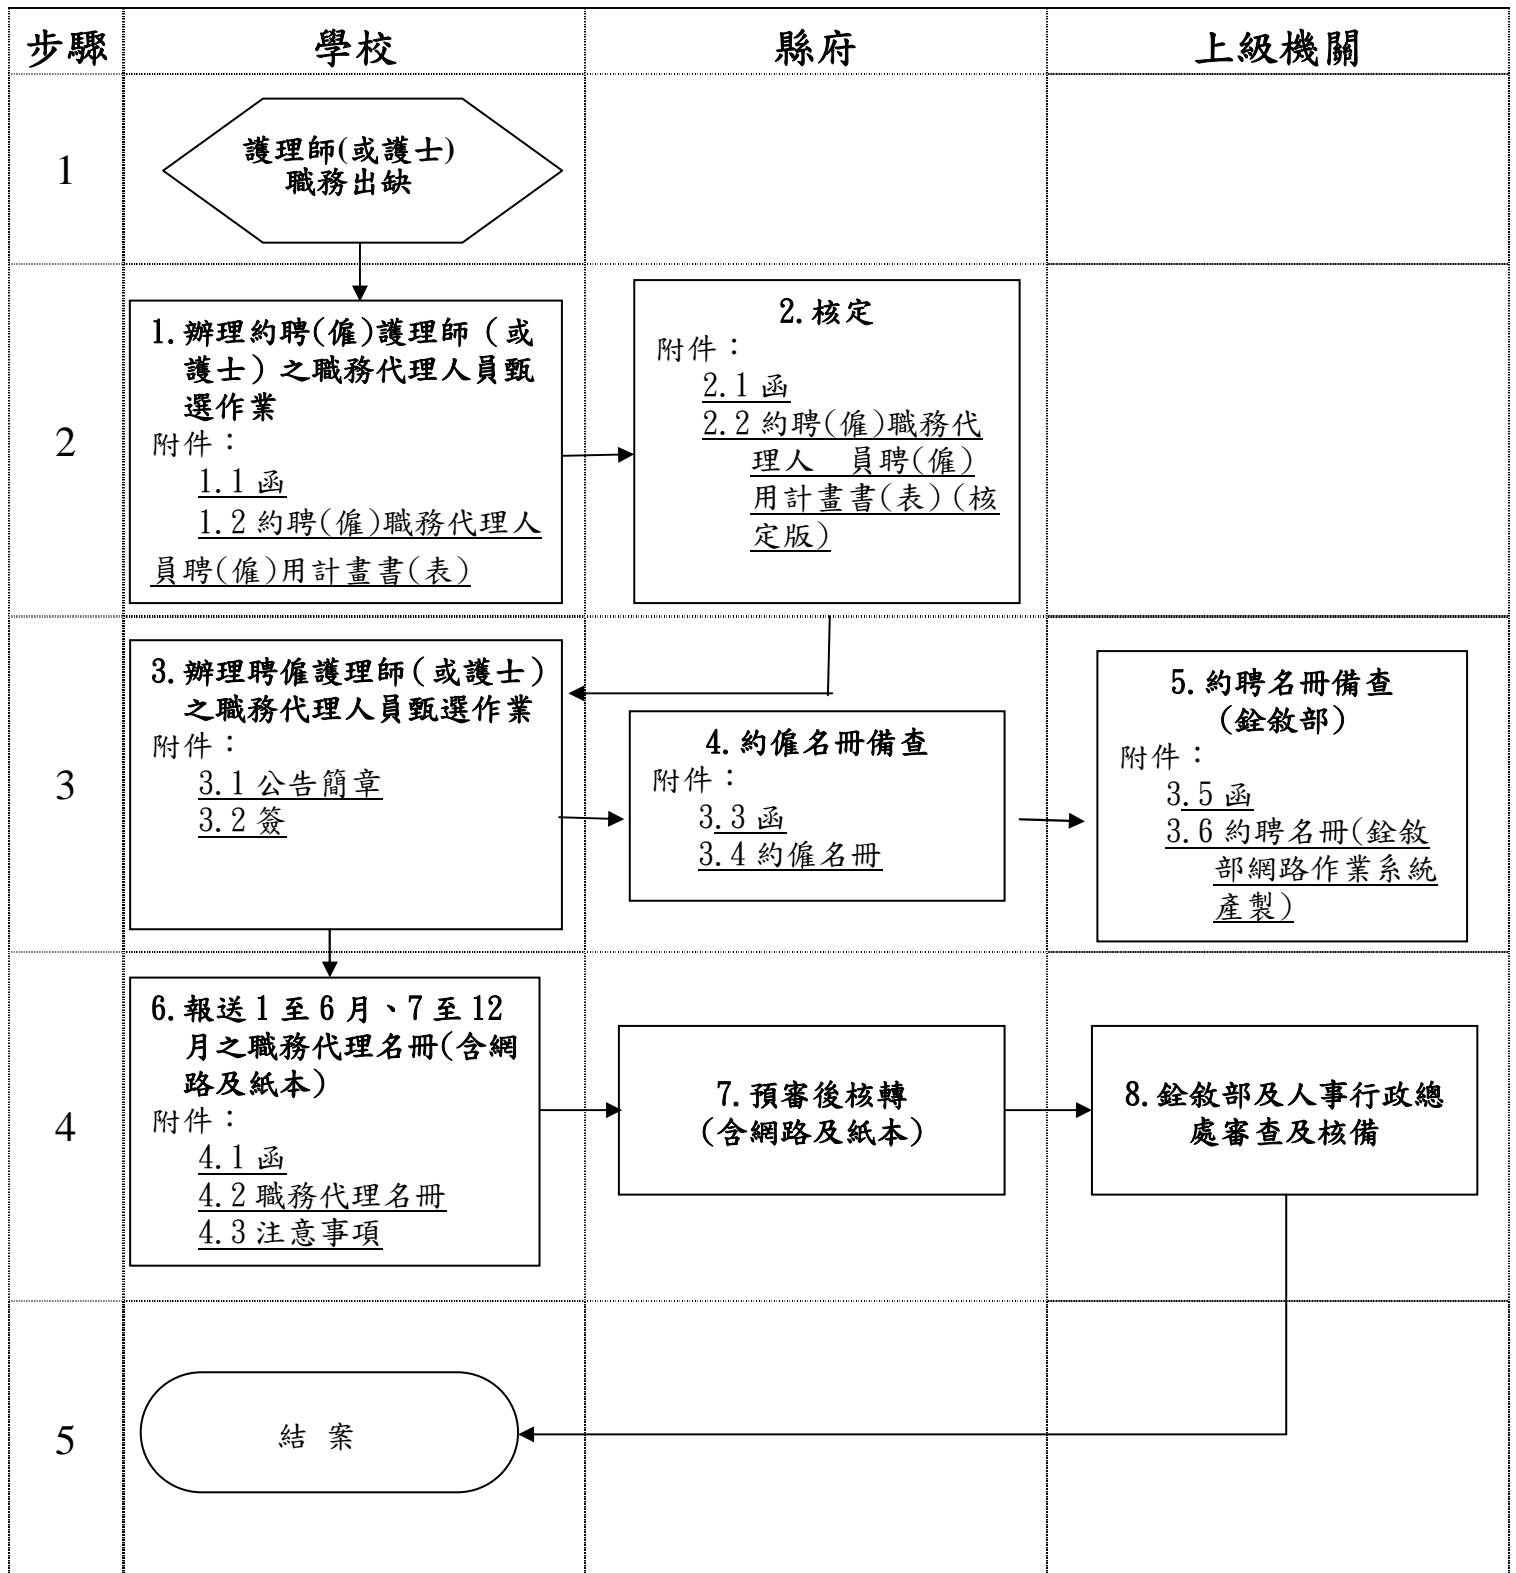 步驟
學校
縣府
上級機關
1
護理師(或護士)
職務出缺
2
1.辦理約聘(僱)護理師（或
護士）之職務代理人員甄
選作業
附件：
1.1函
1.2約聘(僱)職務代理人
員聘(僱)用計畫書(表)
2.核定
附件：
2.1函
2.2約聘(僱)職務代
理人　員聘(僱)
用計畫書(表)(核
定版)
3
3.辦理聘僱護理師（或護士）
之職務代理人員甄選作業
附件：
3.1公告簡章
3.2簽
4.約僱名冊備查
附件：
3.3函
3.4約僱名冊
5.約聘名冊備查
(銓敘部)
附件：
3.5函
3.6約聘名冊(銓敘
部網路作業系統
產製)
4
6.報送1至6月、7至12
月之職務代理名冊(含網
路及紙本)
附件：
4.1函
4.2職務代理名冊
4.3注意事項
7.預審後核轉
(含網路及紙本)
8.銓敘部及人事行政總
處審查及核備
5
結 案